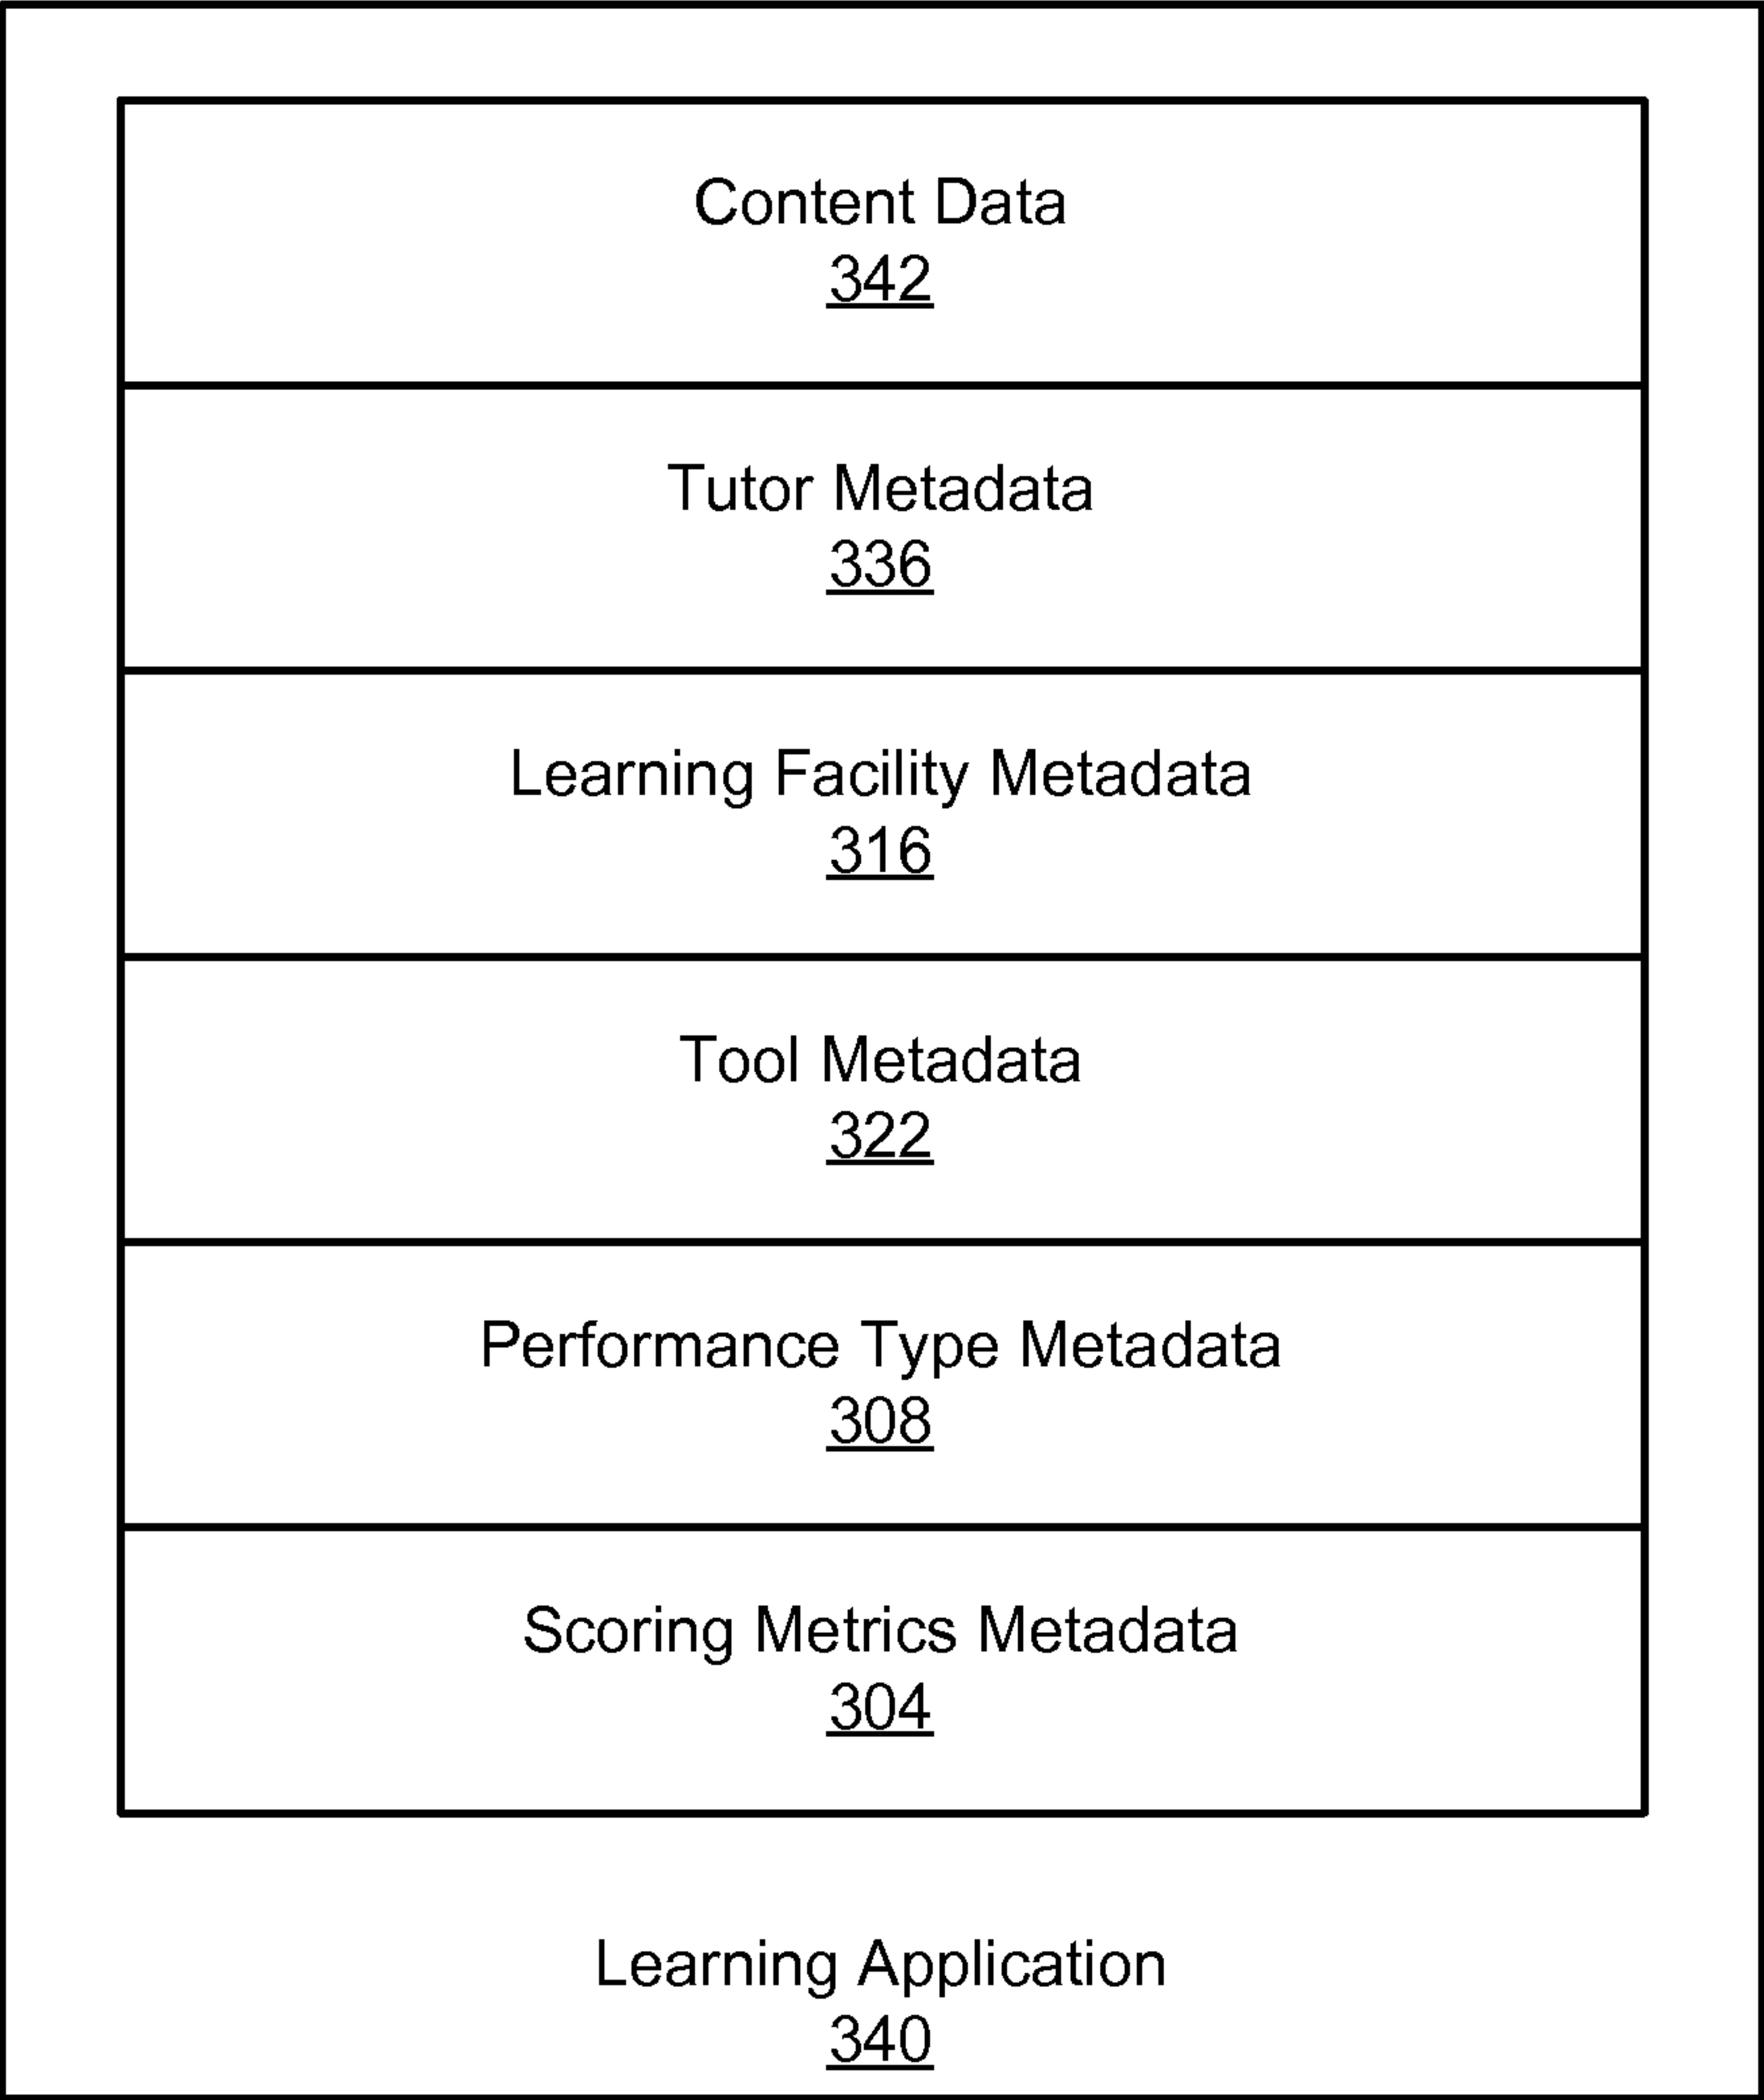 Content Data
342
Tutor Metadata
336
Learning Facility Metadata
316
Tool Metadata
322
Performance Type Metadata
308
Scoring Metrics Metadata
304
Learning Application
340